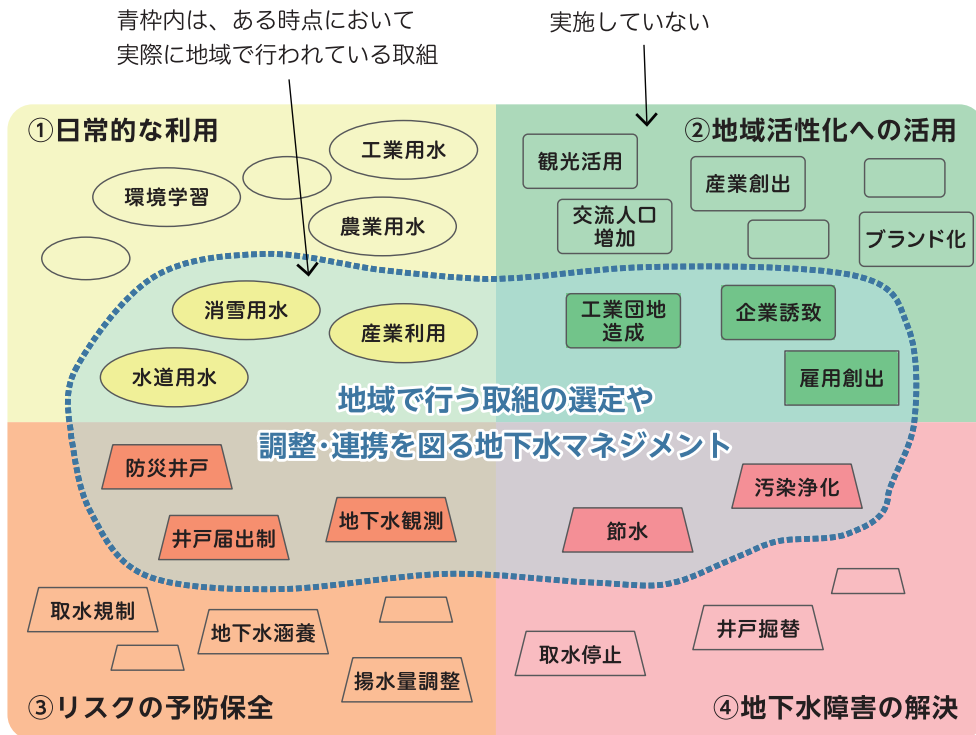 青枠内は、ある時点において
実際に地域で行われている取組
実施していない
①日常的な利用
工業用水
環境学習
農業用水
消雪用水
産業利用
水道用水
②地域活性化への活用
観光活用
産業創出
交流人口
増加
ブランド化
工業団地
造成
企業誘致
雇用創出
地域で行う取組の選定や
調整･連携を図る地下水マネジメント
防災井戸
井戸届出制
地下水観測
取水規制
地下水涵養
揚水量調整
③リスクの予防保全
汚染浄化
節水
井戸掘替
取水停止
④地下水障害の解決